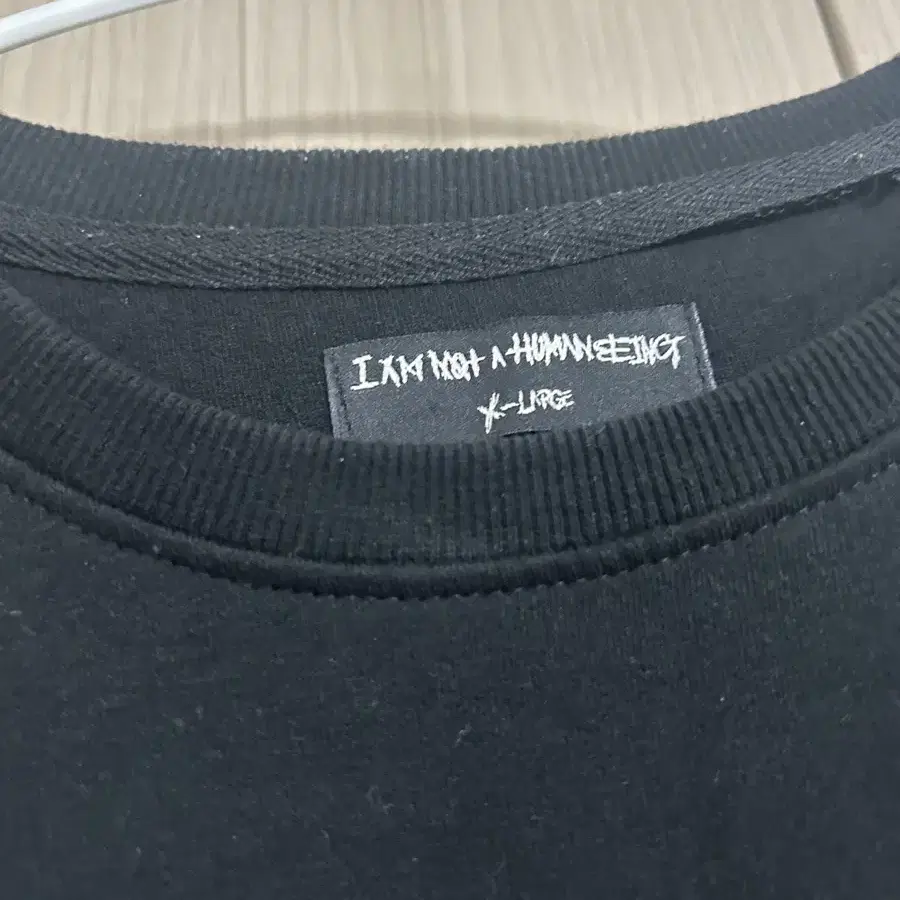 I AM NOT A HUMAN BEING
X-LARGE